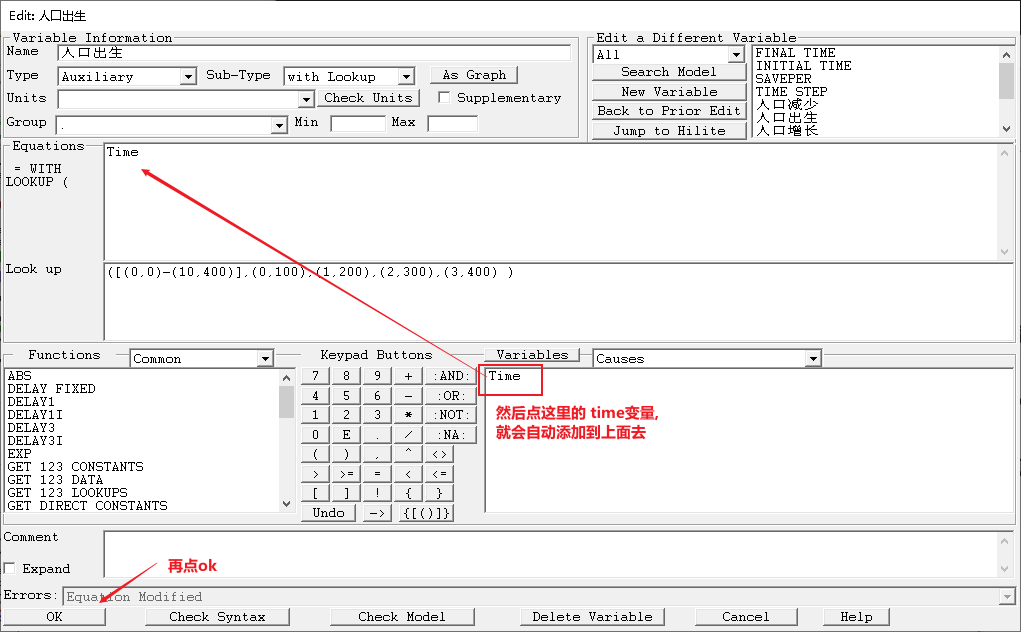 Edit: 人口出生
Variable Information
Name 人口出生
Type Auxiliary Sub-Type with Lookup As Graph
Units Check Units Supplementary
Group . Min Max
Edit a Different Variable
All
Search Model
New Variable
Back to Prior Edit
Jump to Hilite
FINAL TIME
INITIAL TIME
SAVEPER
TIME STEP
人口减少
人口出生
人口增长
Equations
= WITH
LOOKUP (
Time
Look up
([(0,0)-(10,400)],(0,100),(1,200),(2,300),(3,400) )
Functions Common
ABS
DELAY FIXED
DELAY1
DELAY1I
DELAY3
DELAY3I
EXP
GET 123 CONSTANTS
GET 123 DATA
GET 123 LOOKUPS
GET DIRECT CONSTANTS
Keypad Buttons
7 8 9 + :AND:
4 5 6 - :OR:
1 2 3 * :NOT:
0 E . / :NA:
( ) , ^ <>
> >= = < <=
[ ] ! { }
Undo -> {[()]}
Variables Causes
Time
然后点这里的 time变量,
就会自动添加到上面去
Comment
Expand
再点ok
Errors: Equation Modified
OK Check Syntax Check Model Delete Variable Cancel Help